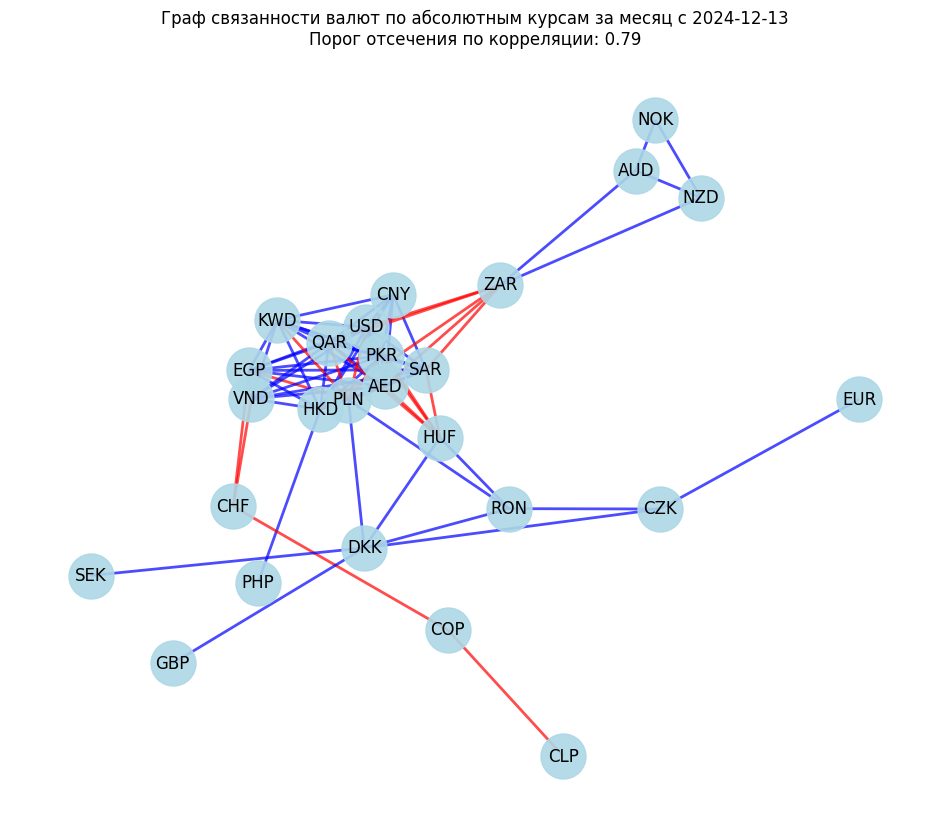 Граф связанности валют по абсолютным курсам за месяц с 2024-12-13
Порог отсечения по корреляции: 0.79
NOK
AUD
NZD
ZAR
CNY
KWD
USD
QAR
PKR
EGP
SAR
AED
VND
PLN
HKD
EUR
HUF
CHF
RON
CZK
DKK
SEK
PHP
COP
GBP
CLP